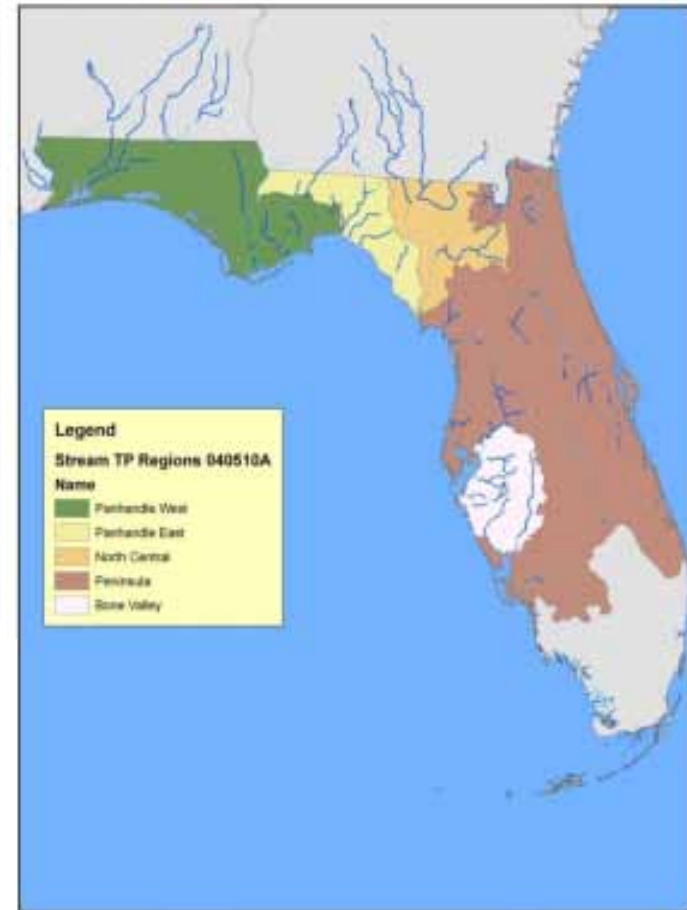 Legend
Stream TP Regions 040510A
Name
Panhandle West
Panhandle East
North Central
Peninsula
Bone Valley